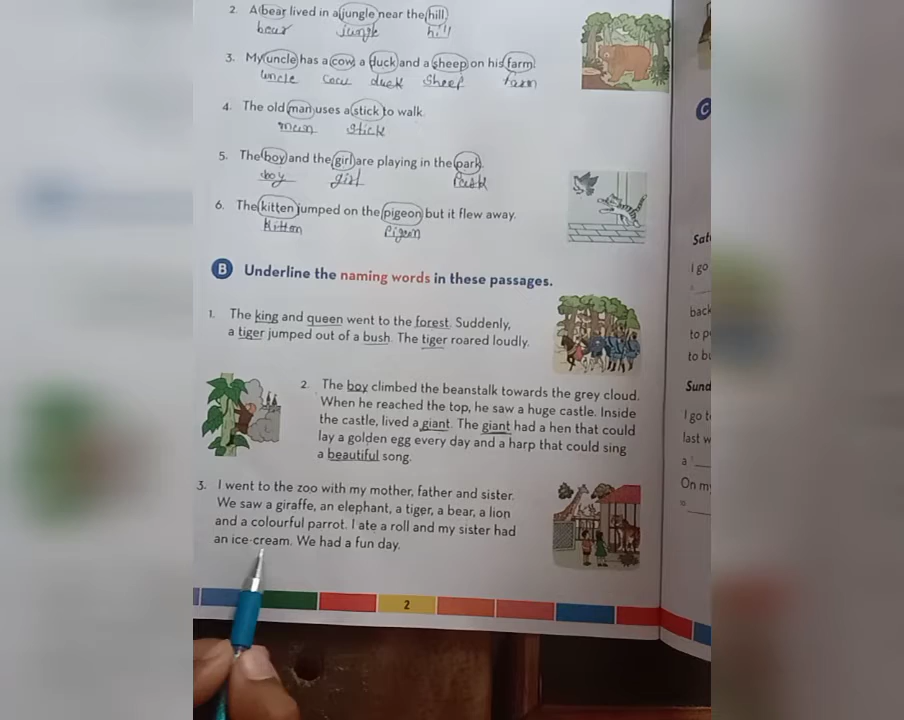 2. A bear lived in a jungle near the hill.
bear jungle hill
3. My uncle has a cow, a duck and a sheep on his farm.
uncle cow duck Sheep farm
4. The old man uses a stick to walk.
man stick
5. The boy and the girl are playing in the park.
boy girl Park
6. The kitten jumped on the pigeon but it flew away.
Kitten Pigeon
B Underline the naming words in these passages.
1. The king and queen went to the forest. Suddenly,
a tiger jumped out of a bush. The tiger roared loudly.
2. The boy climbed the beanstalk towards the grey cloud.
When he reached the top, he saw a huge castle. Inside
the castle, lived a giant. The giant had a hen that could
lay a golden egg every day and a harp that could sing
a beautiful song.
3. I went to the zoo with my mother, father and sister.
We saw a giraffe, an elephant, a tiger, a bear, a lion
and a colourful parrot. I ate a roll and my sister had
an ice-cream. We had a fun day.
2
C
I go
back
to p
to b
Sund
I go t
last w
a
On m